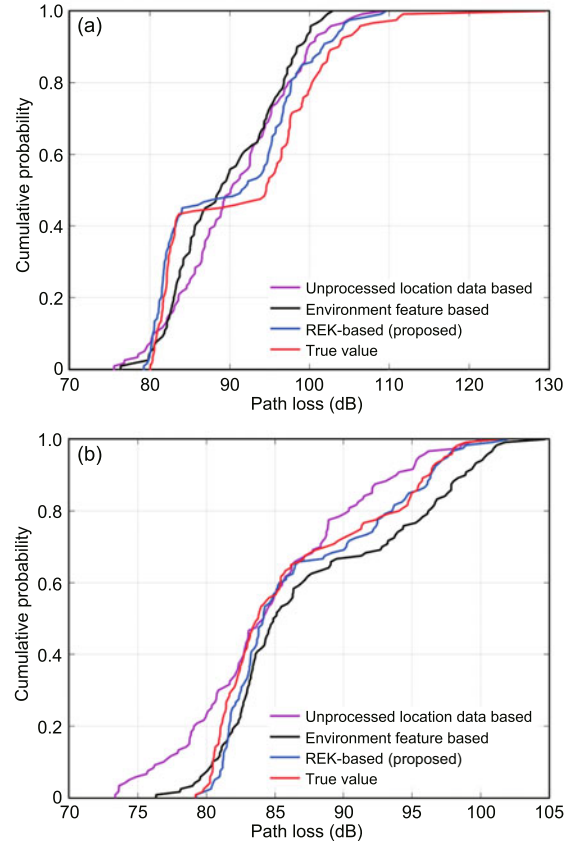 (a)
1.0
0.8
0.6
0.4
0.2
0
Cumulative probability
Unprocessed location data based
Environment feature based
REK-based (proposed)
True value
70 80 90 100 110 120 130
Path loss (dB)
(b)
1.0
0.8
0.6
0.4
0.2
0
Cumulative probability
Unprocessed location data based
Environment feature based
REK-based (proposed)
True value
70 75 80 85 90 95 100 105
Path loss (dB)